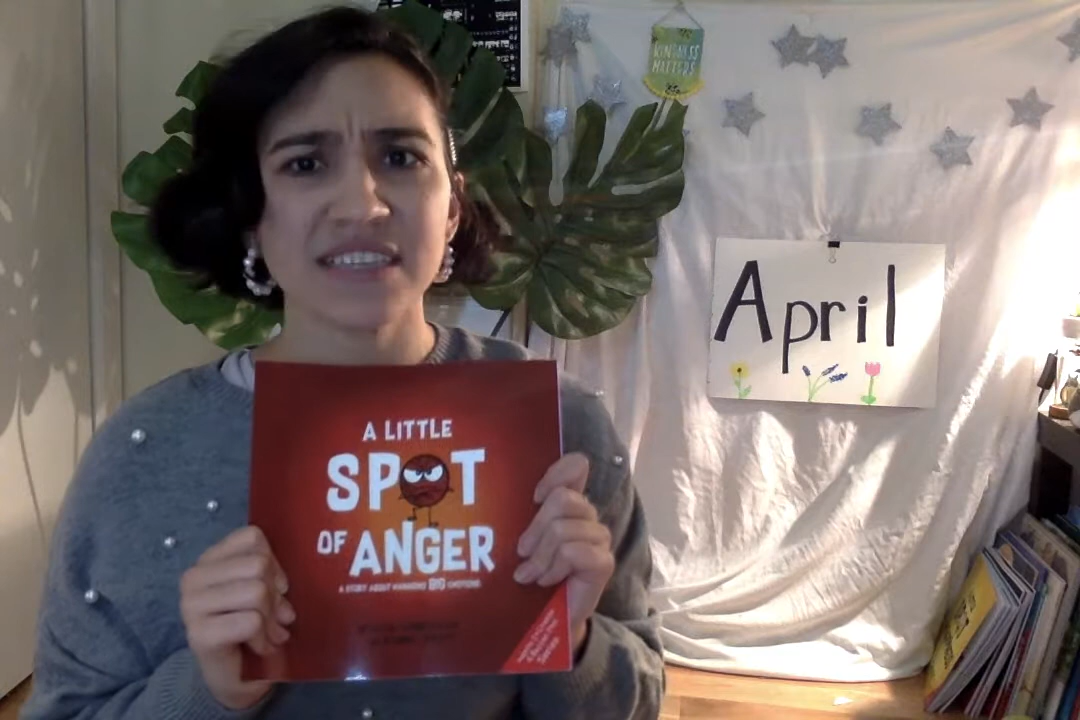 KINDNESS
MATTERS
April
A LITTLE
SPOT
OF ANGER
A STORY ABOUT MANAGING BIG EMOTIONS